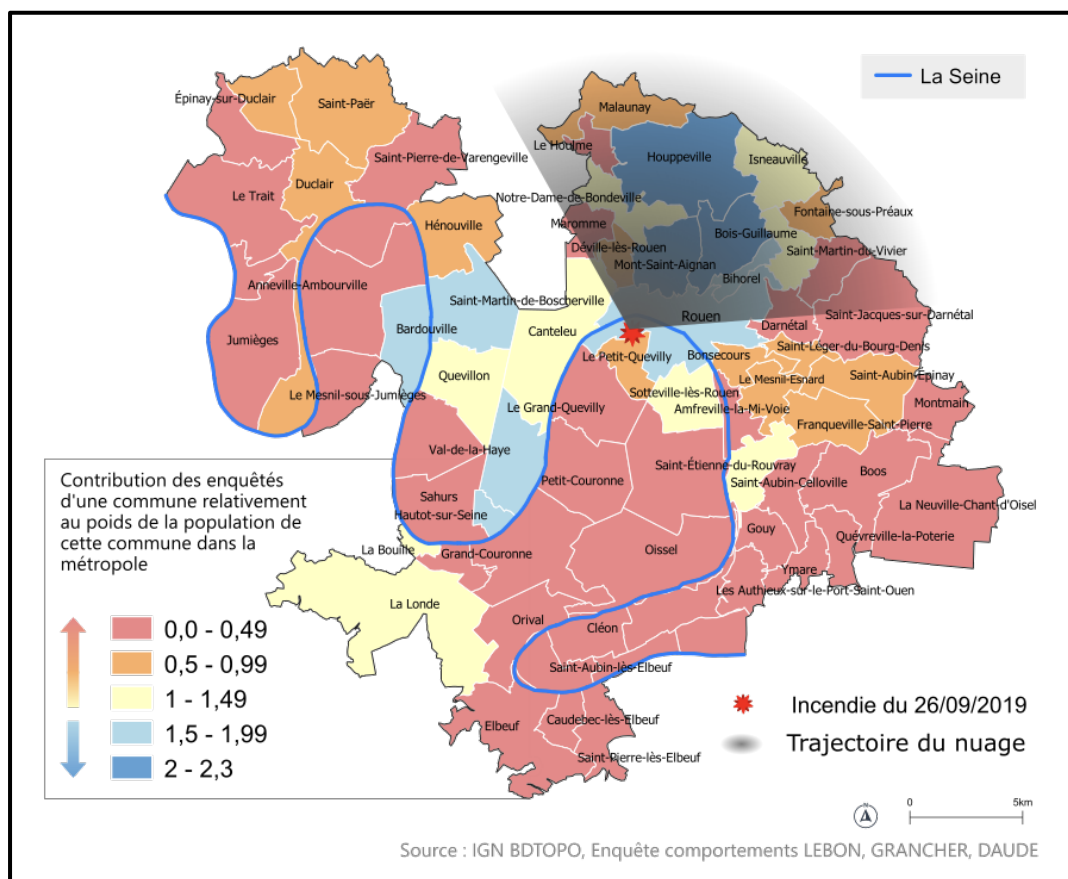 La Seine
Malaunay
Épinay-sur-Duclair
Saint-Paër
Le Houlme
Houppeville
Isneauville
Saint-Pierre-de-Varengeville
Duclair
Le Trait
Notre-Dame-de-Bondeville
Fontaine-sous-Préaux
Hénouville
Maromme
Bois-Guillaume
Déville-lès-Rouen
Saint-Martin-du-Vivier
Mont-Saint-Aignan
Bihorel
Anneville-Ambourville
Saint-Martin-de-Boscherville
Rouen
Saint-Jacques-sur-Darnétal
Bardouville
Canteleu
Darnétal
Jumièges
Saint-Léger-du-Bourg-Denis
Le Petit-Quevilly
Bonsecours
Quevillon
Le Mesnil-Esnard
Saint-Aubin-Épinay
Le Mesnil-sous-Jumièges
Sotteville-lès-Rouen
Le Grand-Quevilly
Amfreville-la-Mi-Voie
Montmain
Franqueville-Saint-Pierre
Val-de-la-Haye
Saint-Étienne-du-Rouvray
Boos
Petit-Couronne
Saint-Aubin-Celloville
Sahurs
La Neuville-Chant-d'Oisel
Hautot-sur-Seine
Gouy
Quévreville-la-Poterie
La Bouille
Grand-Couronne
Oissel
Ymare
Les Authieux-sur-le-Port-Saint-Ouen
La Londe
Orival
Cléon
Saint-Aubin-lès-Elbeuf
Elbeuf
Caudebec-lès-Elbeuf
Saint-Pierre-lès-Elbeuf
Contribution des enquêtés
d'une commune relativement
au poids de la population de
cette commune dans la
métropole
0,0 - 0,49
0,5 - 0,99
1 - 1,49
1,5 - 1,99
2 - 2,3
Incendie du 26/09/2019
Trajectoire du nuage
0 5km
Source : IGN BDTOPO, Enquête comportements LEBON, GRANCHER, DAUDE